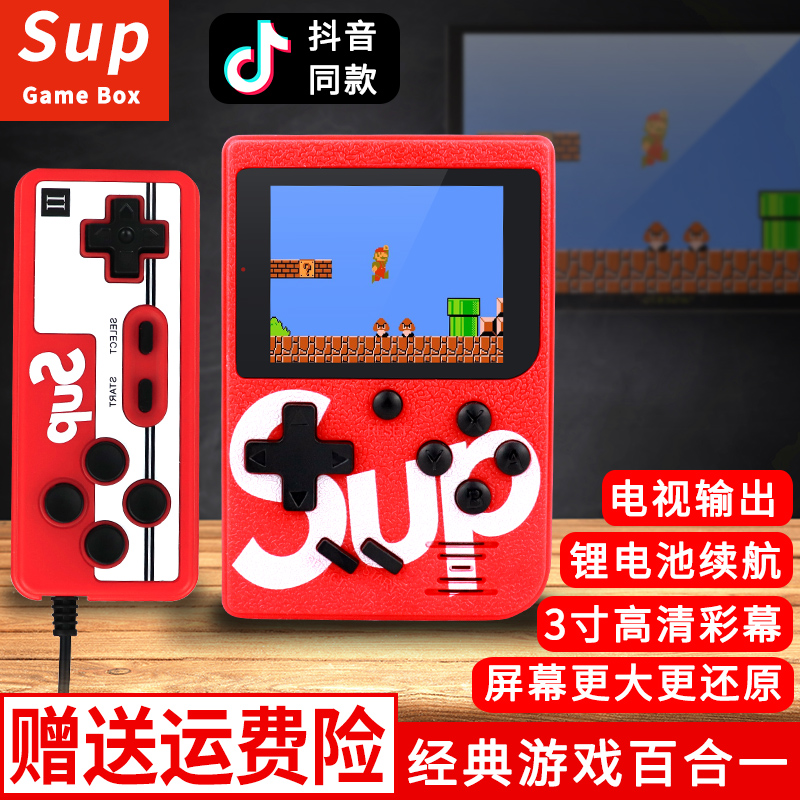 Sup
Game Box
抖音
同款
II
SELECT
START
Sup
Sup
X
Y
A
B
电视输出
锂电池续航
3寸高清彩幕
屏幕更大更还原
赠送运费险
经典游戏百合一